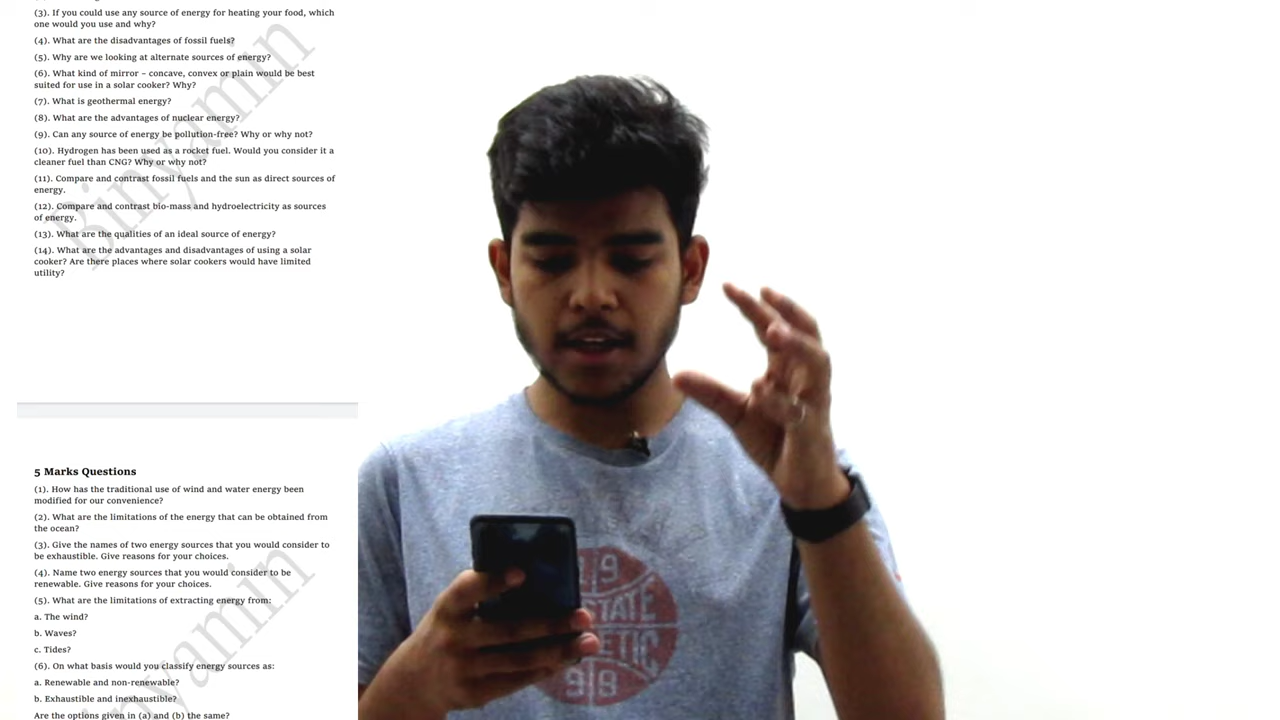 (3). If you could use any source of energy for heating your food, which
one would you use and why?
(4). What are the disadvantages of fossil fuels?
(5). Why are we looking at alternate sources of energy?
(6). What kind of mirror – concave, convex or plain would be best
suited for use in a solar cooker? Why?
(7). What is geothermal energy?
(8). What are the advantages of nuclear energy?
(9). Can any source of energy be pollution-free? Why or why not?
(10). Hydrogen has been used as a rocket fuel. Would you consider it a
cleaner fuel than CNG? Why or why not?
(11). Compare and contrast fossil fuels and the sun as direct sources of
energy.
(12). Compare and contrast bio-mass and hydroelectricity as sources
of energy.
(13). What are the qualities of an ideal source of energy?
(14). What are the advantages and disadvantages of using a solar
cooker? Are there places where solar cookers would have limited
utility?
Binyamin
5 Marks Questions
(1). How has the traditional use of wind and water energy been
modified for our convenience?
(2). What are the limitations of the energy that can be obtained from
the ocean?
(3). Give the names of two energy sources that you would consider to
be exhaustible. Give reasons for your choices.
(4). Name two energy sources that you would consider to be
renewable. Give reasons for your choices.
(5). What are the limitations of extracting energy from:
a. The wind?
b. Waves?
c. Tides?
(6). On what basis would you classify energy sources as:
a. Renewable and non-renewable?
b. Exhaustible and inexhaustible?
Are the options given in (a) and (b) the same?
Binyamin
19
STATE
98